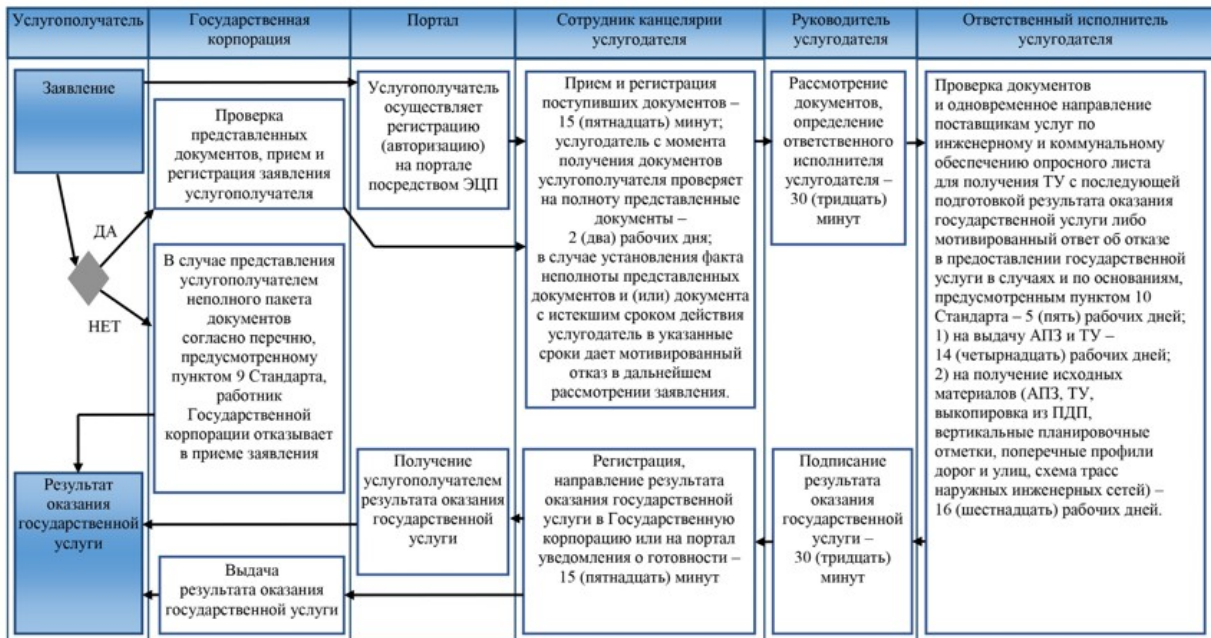 Услугополучатель
Государственная
корпорация
Портал
Сотрудник канцелярии
услугодателя
Руководитель
услугодателя
Ответственный исполнитель
услугодателя
Заявление
ДА
НЕТ
Результат
оказания
государственной
услуги
Проверка
представленных
документов, прием и
регистрация заявления
услугополучателя
В случае представления
услугополучателем
неполного пакета
документов
согласно перечню,
предусмотренному
пунктом 9 Стандарта,
работник
Государственной
корпорации отказывает
в приеме заявления
Выдача
результата оказания
государственной услуги
Услугополучатель
осуществляет
регистрацию
(авторизацию)
на портале
посредством ЭЦП
Получение
услугополучателем
результата оказания
государственной
услуги
Прием и регистрация
поступивших документов –
15 (пятнадцать) минут;
услугодатель с момента
получения документов
услугополучателя проверяет
на полноту представленные
документы –
2 (два) рабочих дня;
в случае установления факта
неполноты представленных
документов и (или) документа
с истекшим сроком действия
услугодатель в указанные
сроки дает мотивированный
отказ в дальнейшем
рассмотрении заявления.
Регистрация,
направление результата
оказания государственной
услуги в Государственную
корпорацию или на портал
уведомления о готовности –
15 (пятнадцать) минут
Рассмотрение
документов,
определение
ответственного
исполнителя
услугодателя –
30 (тридцать)
минут
Подписание
результата
оказания
государственной
услуги –
30 (тридцать)
минут
Проверка документов
и одновременное направление
поставщикам услуг по
инженерному и коммунальному
обеспечению опросного листа
для получения ТУ с последующей
подготовкой результата оказания
государственной услуги либо
мотивированный ответ об отказе
в предоставлении государственной
услуги в случаях и по основаниям,
предусмотренным пунктом 10
Стандарта – 5 (пять) рабочих дней;
1) на выдачу АПЗ и ТУ –
14 (четырнадцать) рабочих дней;
2) на получение исходных
материалов (АПЗ, ТУ,
выкопировка из ПДП,
вертикальные планировочные
отметки, поперечные профили
дорог и улиц, схема трасс
наружных инженерных сетей) –
16 (шестнадцать) рабочих дней.